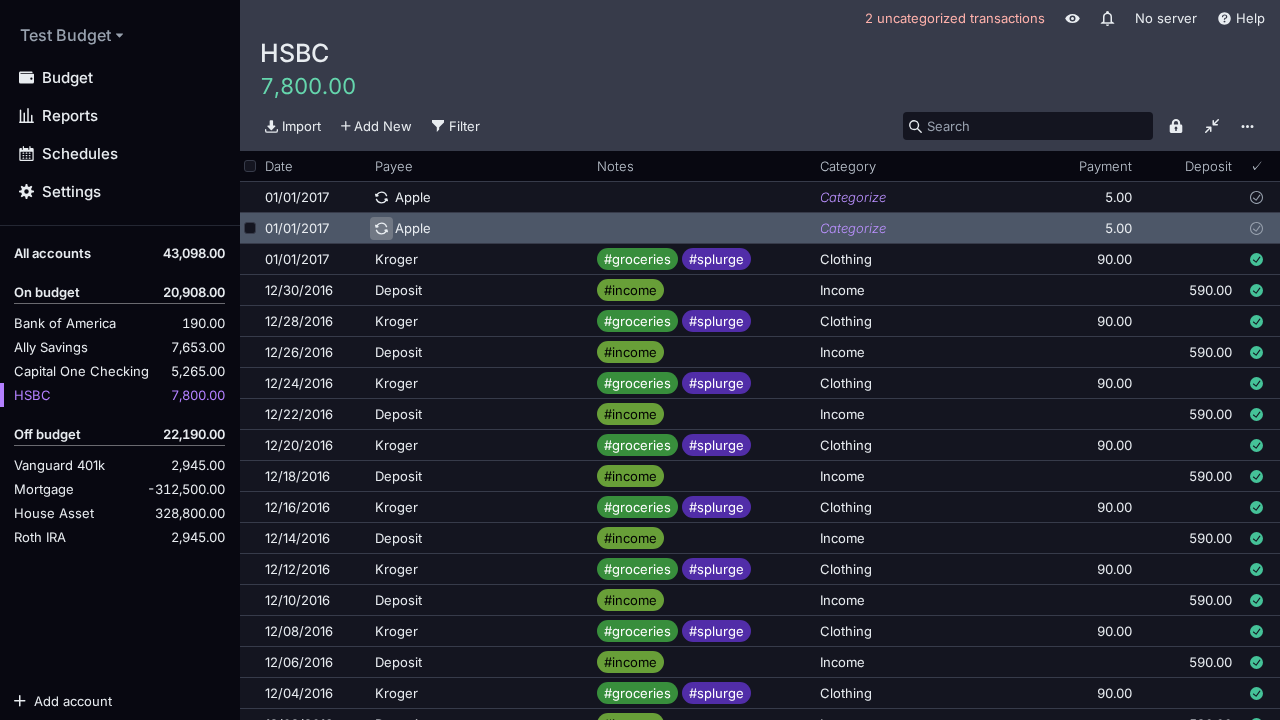 Test Budget
Budget
Reports
Schedules
Settings
All accounts 43,098.00
On budget 20,908.00
Bank of America 190.00
Ally Savings 7,653.00
Capital One Checking 5,265.00
HSBC 7,800.00
Off budget 22,190.00
Vanguard 401k 2,945.00
Mortgage -312,500.00
House Asset 328,800.00
Roth IRA 2,945.00
Add account
2 uncategorized transactions No server Help
HSBC
7,800.00
Import Add New Filter Search
Date Payee Notes Category Payment Deposit
01/01/2017 Apple Categorize 5.00
01/01/2017 Apple Categorize 5.00
01/01/2017 Kroger #groceries #splurge Clothing 90.00
12/30/2016 Deposit #income Income 590.00
12/28/2016 Kroger #groceries #splurge Clothing 90.00
12/26/2016 Deposit #income Income 590.00
12/24/2016 Kroger #groceries #splurge Clothing 90.00
12/22/2016 Deposit #income Income 590.00
12/20/2016 Kroger #groceries #splurge Clothing 90.00
12/18/2016 Deposit #income Income 590.00
12/16/2016 Kroger #groceries #splurge Clothing 90.00
12/14/2016 Deposit #income Income 590.00
12/12/2016 Kroger #groceries #splurge Clothing 90.00
12/10/2016 Deposit #income Income 590.00
12/08/2016 Kroger #groceries #splurge Clothing 90.00
12/06/2016 Deposit #income Income 590.00
12/04/2016 Kroger #groceries #splurge Clothing 90.00